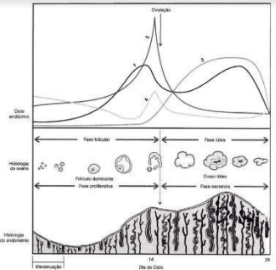 Ovulação
1
2
3
4
Ciclo
endócrino
Fase folicular
Fase lútea
Histologia
do ovário
Folículo dominante
Corpo lúteo
Fase proliferativa
Fase secretora
Histologia
do endométrio
Menstruação
14
28
Dia do Ciclo